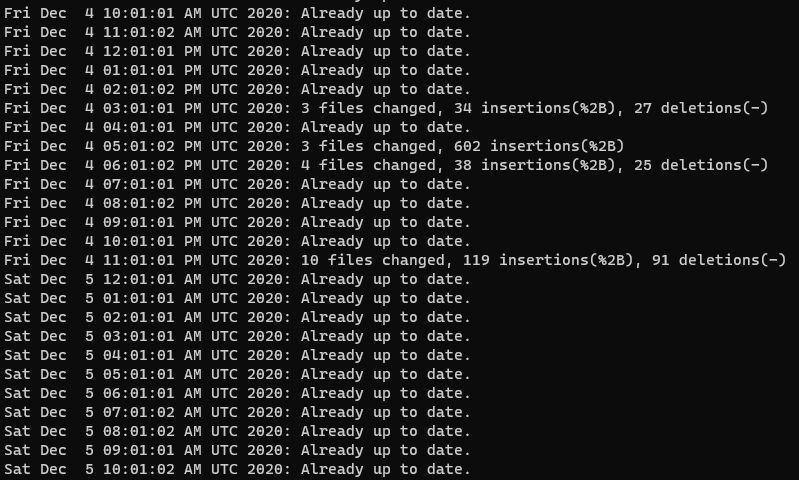 Fri Dec  4 10:01:01 AM UTC 2020: Already up to date.
Fri Dec  4 11:01:02 AM UTC 2020: Already up to date.
Fri Dec  4 12:01:01 PM UTC 2020: Already up to date.
Fri Dec  4 01:01:01 PM UTC 2020: Already up to date.
Fri Dec  4 02:01:02 PM UTC 2020: Already up to date.
Fri Dec  4 03:01:01 PM UTC 2020: 3 files changed, 34 insertions(%2B), 27 deletions(-)
Fri Dec  4 04:01:01 PM UTC 2020: Already up to date.
Fri Dec  4 05:01:02 PM UTC 2020: 3 files changed, 602 insertions(%2B)
Fri Dec  4 06:01:02 PM UTC 2020: 4 files changed, 38 insertions(%2B), 25 deletions(-)
Fri Dec  4 07:01:01 PM UTC 2020: Already up to date.
Fri Dec  4 08:01:02 PM UTC 2020: Already up to date.
Fri Dec  4 09:01:01 PM UTC 2020: Already up to date.
Fri Dec  4 10:01:01 PM UTC 2020: Already up to date.
Fri Dec  4 11:01:01 PM UTC 2020: 10 files changed, 119 insertions(%2B), 91 deletions(-)
Sat Dec  5 12:01:01 AM UTC 2020: Already up to date.
Sat Dec  5 01:01:01 AM UTC 2020: Already up to date.
Sat Dec  5 02:01:01 AM UTC 2020: Already up to date.
Sat Dec  5 03:01:01 AM UTC 2020: Already up to date.
Sat Dec  5 04:01:01 AM UTC 2020: Already up to date.
Sat Dec  5 05:01:01 AM UTC 2020: Already up to date.
Sat Dec  5 06:01:01 AM UTC 2020: Already up to date.
Sat Dec  5 07:01:02 AM UTC 2020: Already up to date.
Sat Dec  5 08:01:02 AM UTC 2020: Already up to date.
Sat Dec  5 09:01:01 AM UTC 2020: Already up to date.
Sat Dec  5 10:01:02 AM UTC 2020: Already up to date.